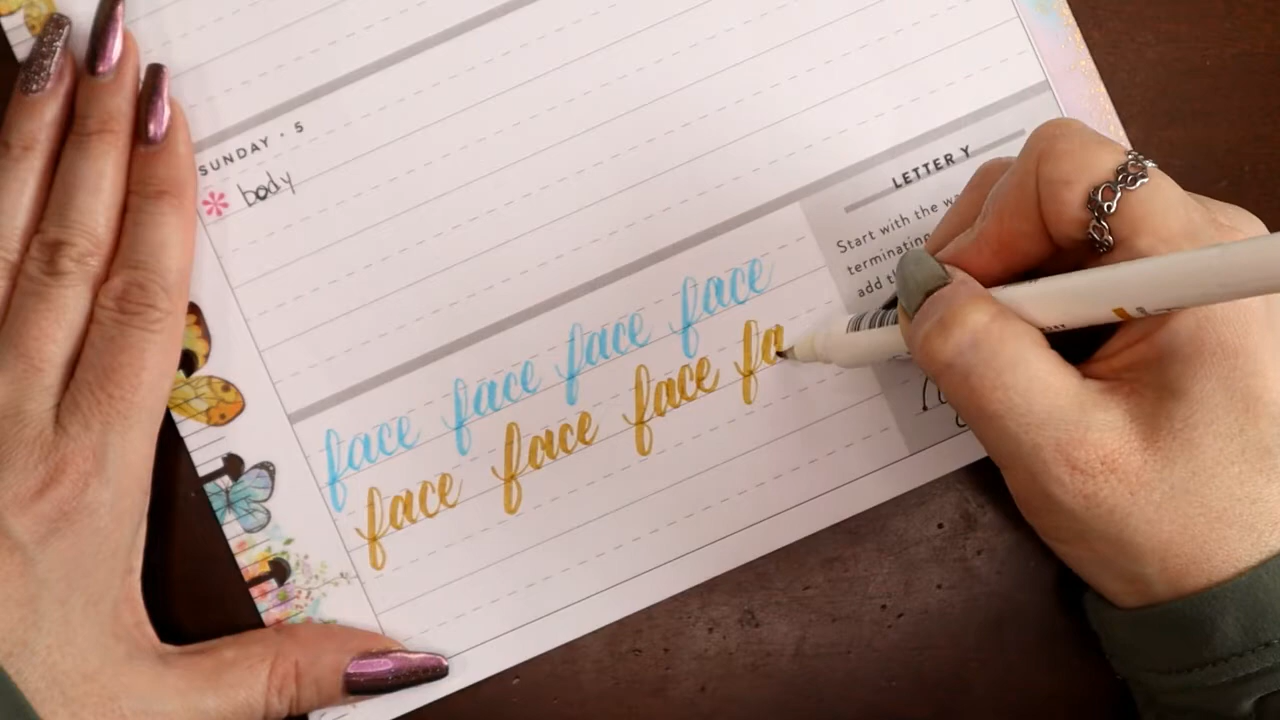 SUNDAY • 5
body
LETTER Y
Start with the
terminating
add
face face face face
face face face fa